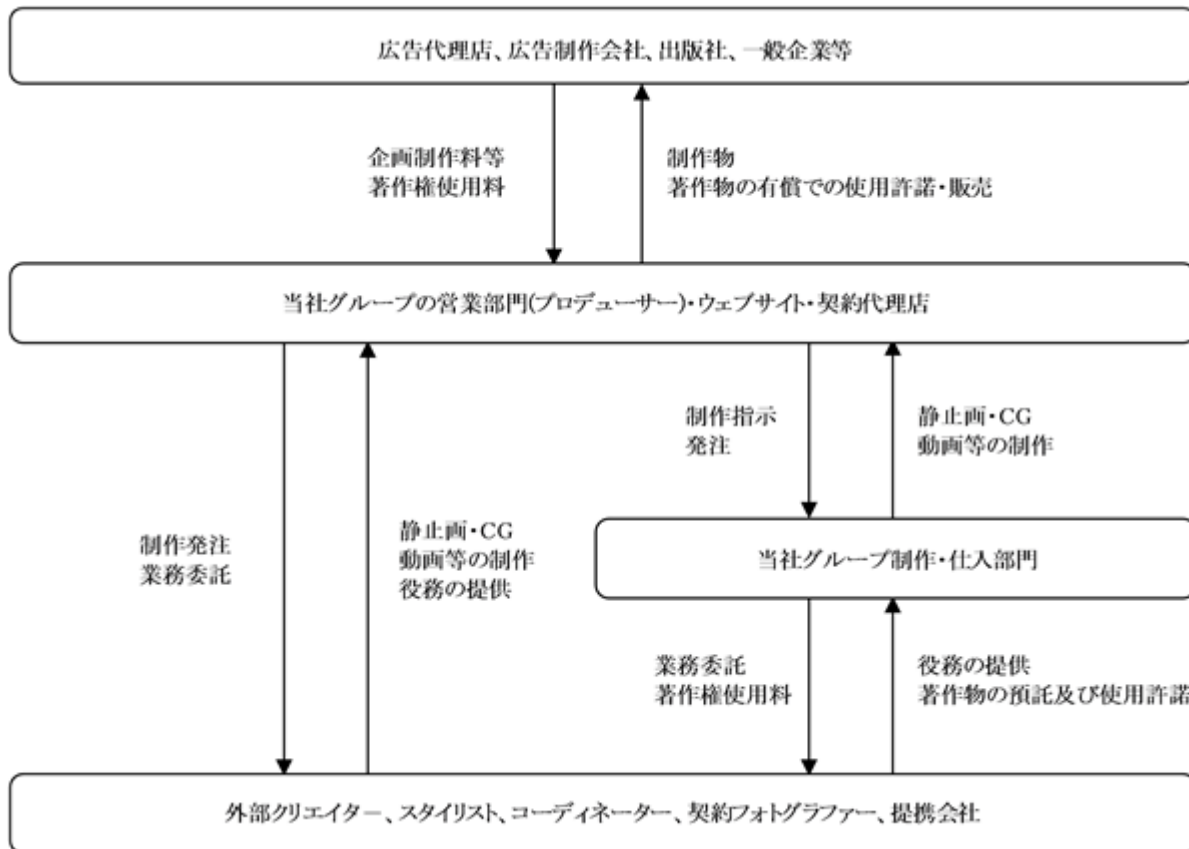 広告代理店、広告制作会社、出版社、一般企業等
企画制作料等
著作権使用料
制作物
著作物の有償での使用許諾・販売
当社グループの営業部門(プロデューサー)・ウェブサイト・契約代理店
制作指示
発注
静止画・CG
動画等の制作
制作発注
業務委託
静止画・CG
動画等の制作
役務の提供
当社グループ制作・仕入部門
業務委託
著作権使用料
役務の提供
著作物の預託及び使用許諾
外部クリエイター、スタイリスト、コーディネーター、契約フォトグラファー、提携会社